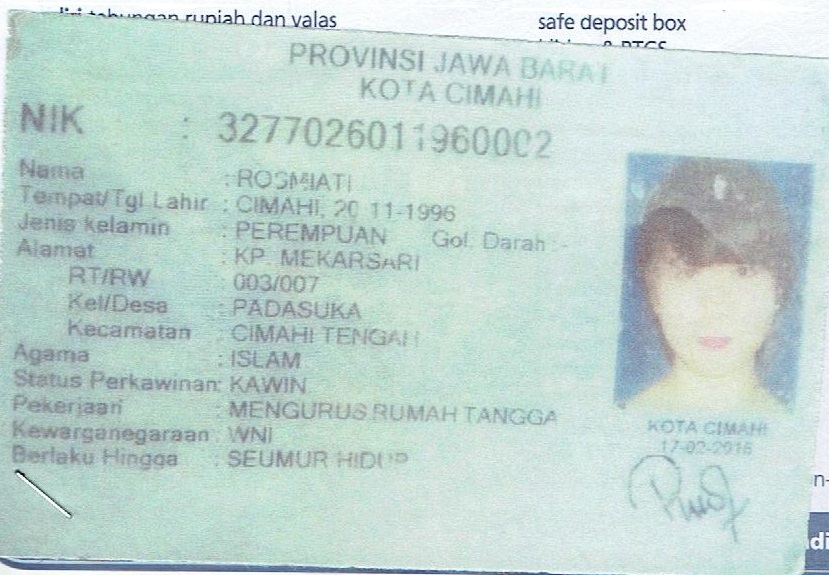 tabungan rupiah dan valas
safe deposit box
PROVINSI JAWA BARAT
KOTA CIMAHI
NIK : 3277026011960002
Nama : ROSMIATI
Tempat/Tgl Lahir : CIMAHI, 20 11-1996
Jenis kelamin : PEREMPUAN Gol. Darah :-
Alamat : KP. MEKARSARI
RT/RW : 003/007
Kel/Desa : PADASUKA
Kecamatan : CIMAHI TENGAH
Agama : ISLAM
Status Perkawinan: KAWIN
Pekerjaan : MENGURUS RUMAH TANGGA
Kewarganegaraan : WNI
Berlaku Hingga : SEUMUR HIDUP
KOTA CIMAHI
17-02-2016